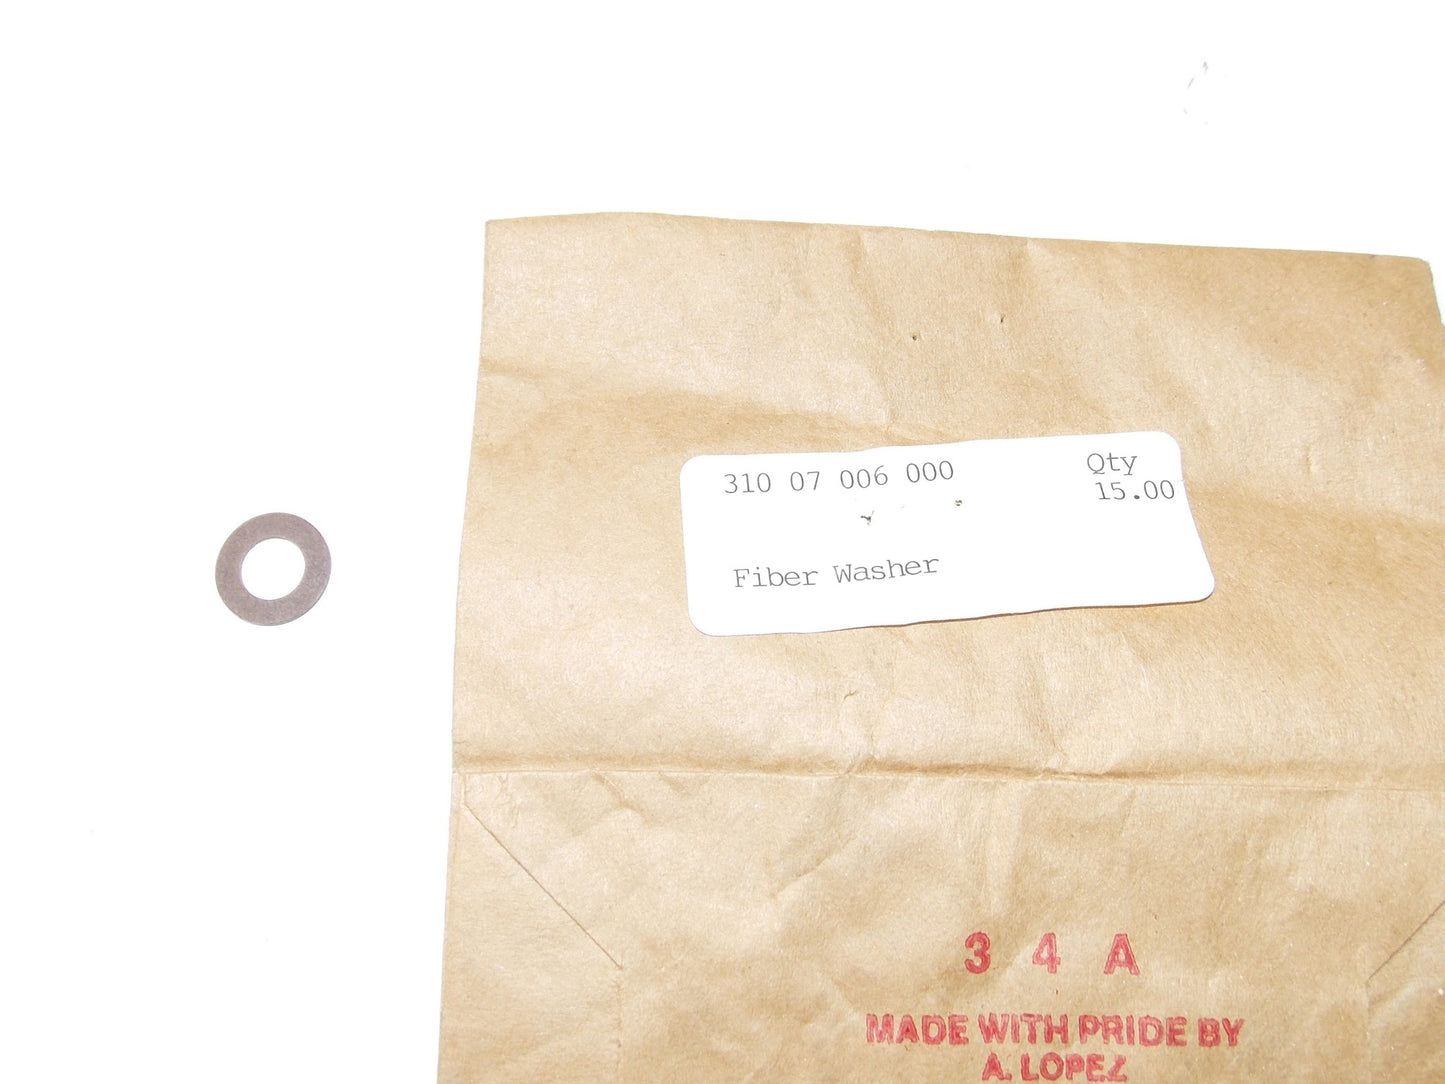 310 07 006 000 Qty
15.00
Fiber Washer
3 4 A
MADE WITH PRIDE BY
A. LOPEZ